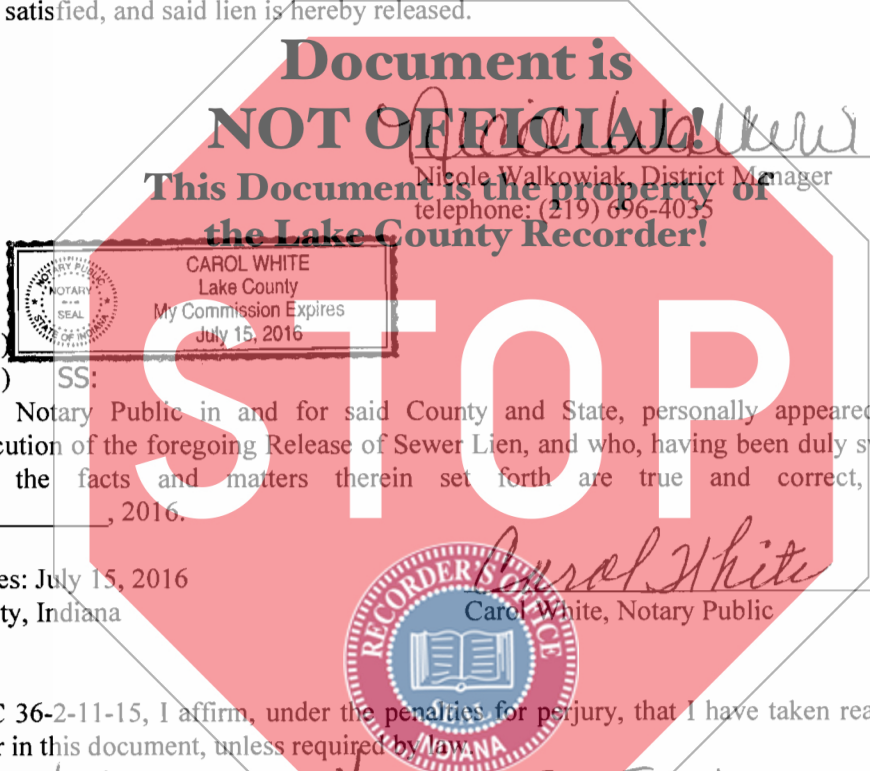 satisfied, and said lien is hereby released.
Document is
NOT OFFICIAL!
Nicole Walkowiak
This Document is the property of
Nicole Walkowiak, District Manager
telephone: (219) 696-4035
the Lake County Recorder!
CAROL WHITE
Lake County
My Commission Expires
July 15, 2016
NOTARY PUBLIC
NOTARY
SEAL
STATE OF INDIANA
)
) SS:
STOP
Notary Public in and for said County and State, personally appeared
cution of the foregoing Release of Sewer Lien, and who, having been duly s
the facts and matters therein set forth are true and correct,
, 2016.
Carol White
es: July 15, 2016
ty, Indiana
Carol White, Notary Public
RECORDER'S OFFICE
SEAL
INDIANA
C 36-2-11-15, I affirm, under the penalties for perjury, that I have taken rea
r in this document, unless required by law.